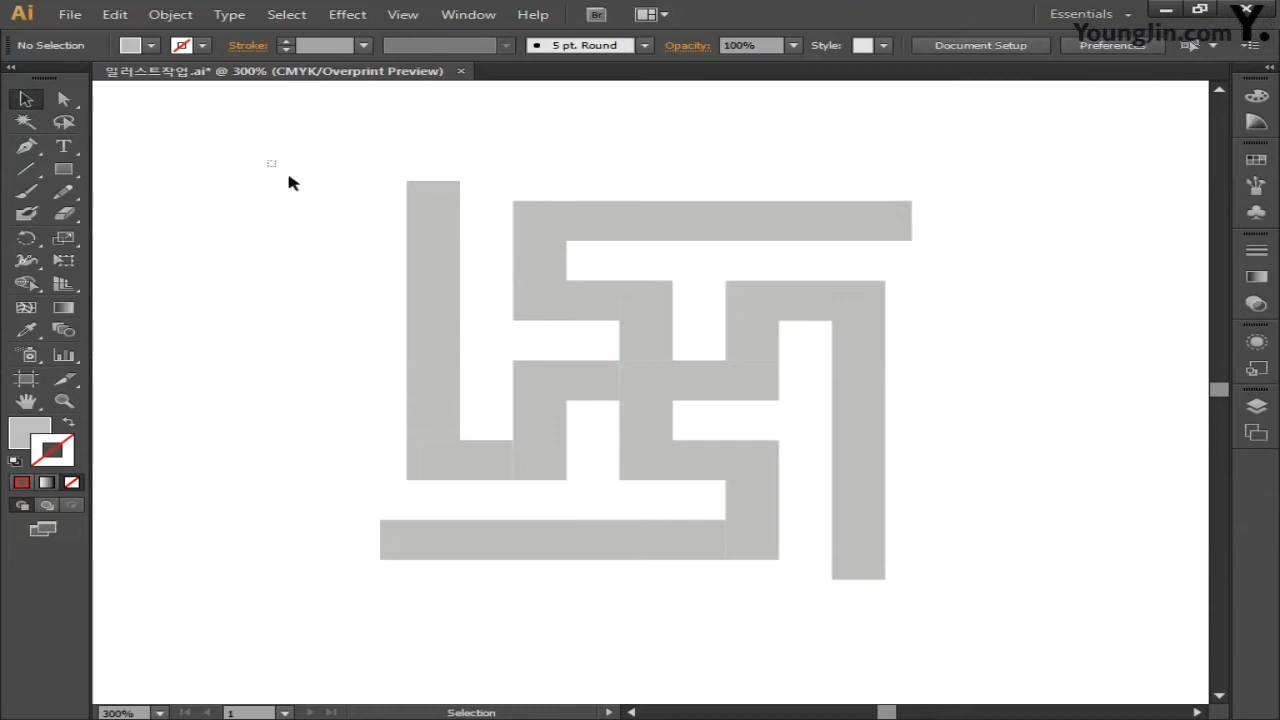 Ai File Edit Object Type Select Effect View Window Help Br Essentials
YoungJin.com Y.
No Selection Stroke: 5 pt. Round Opacity: 100% Style: Document Setup Preferences
일러스트작업.ai* @ 300% (CMYK/Overprint Preview) ×
T
300% 1 Selection